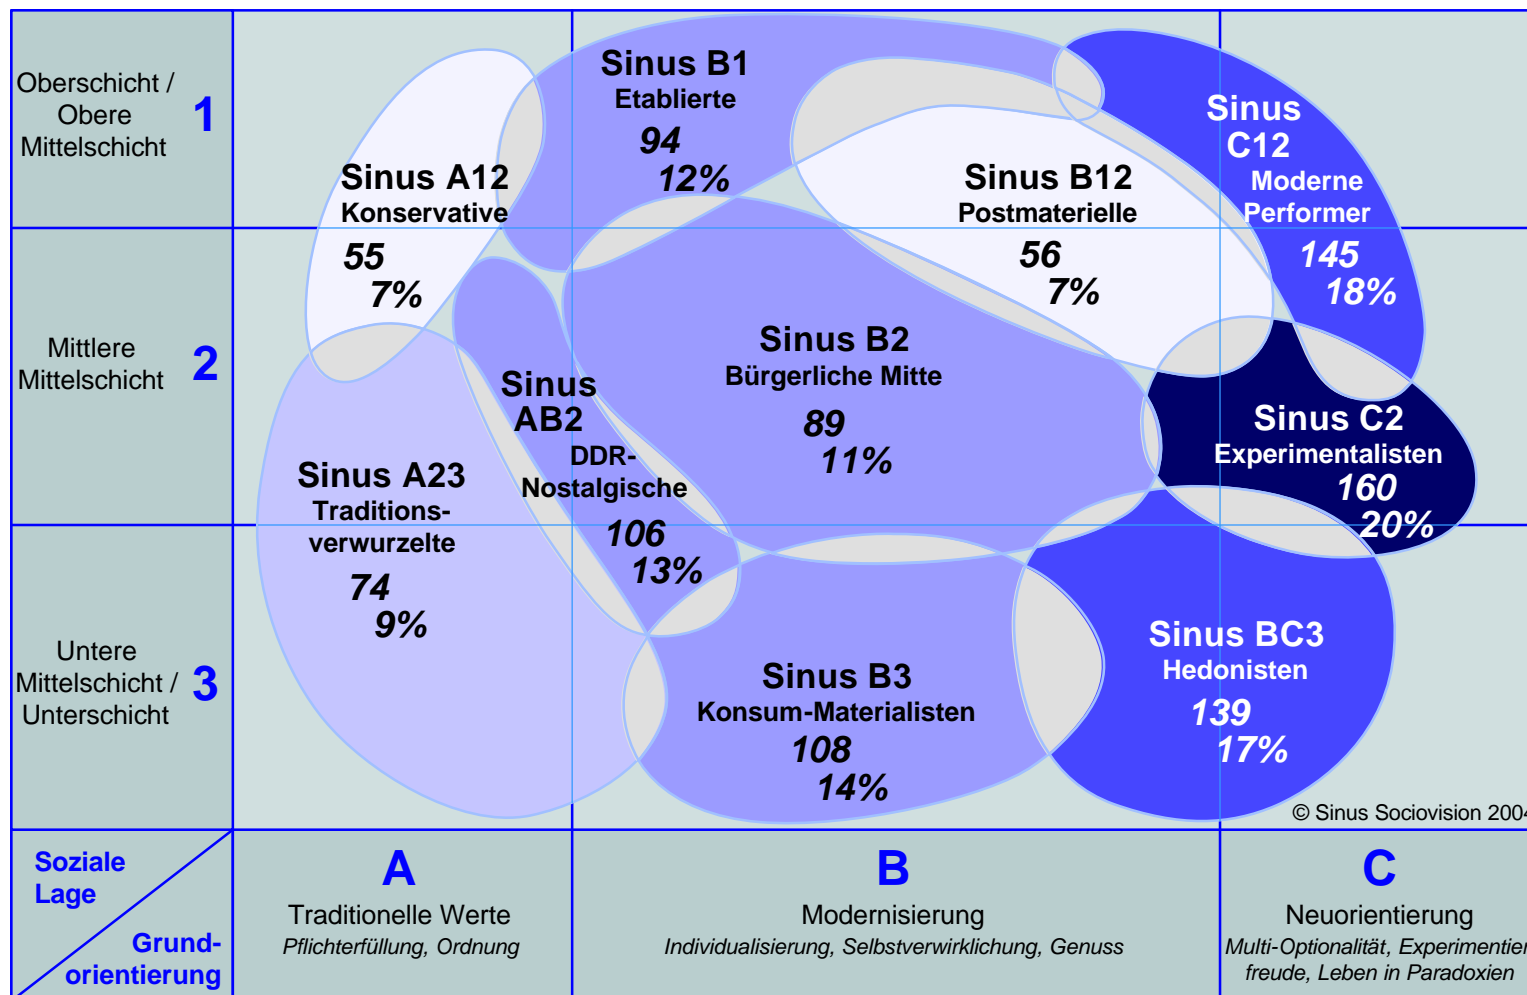 Oberschicht /
Obere
Mittelschicht
1
Mittlere
Mittelschicht
2
Untere
Mittelschicht /
Unterschicht
3
Sinus B1
Etablierte
94
12%
Sinus A12
Konservative
55
7%
Sinus B12
Postmaterielle
56
7%
Sinus
C12
Moderne
Performer
145
18%
Sinus B2
Bürgerliche Mitte
89
11%
Sinus
AB2
DDR-
Nostalgische
106
13%
Sinus A23
Traditions-
verwurzelte
74
9%
Sinus C2
Experimentalisten
160
20%
Sinus B3
Konsum-Materialisten
108
14%
Sinus BC3
Hedonisten
139
17%
© Sinus Sociovision 2004
Soziale
Lage
Grund-
orientierung
A
Traditionelle Werte
Pflichterfüllung, Ordnung
B
Modernisierung
Individualisierung, Selbstverwirklichung, Genuss
C
Neuorientierung
Multi-Optionalität, Experimentier
freude, Leben in Paradoxien